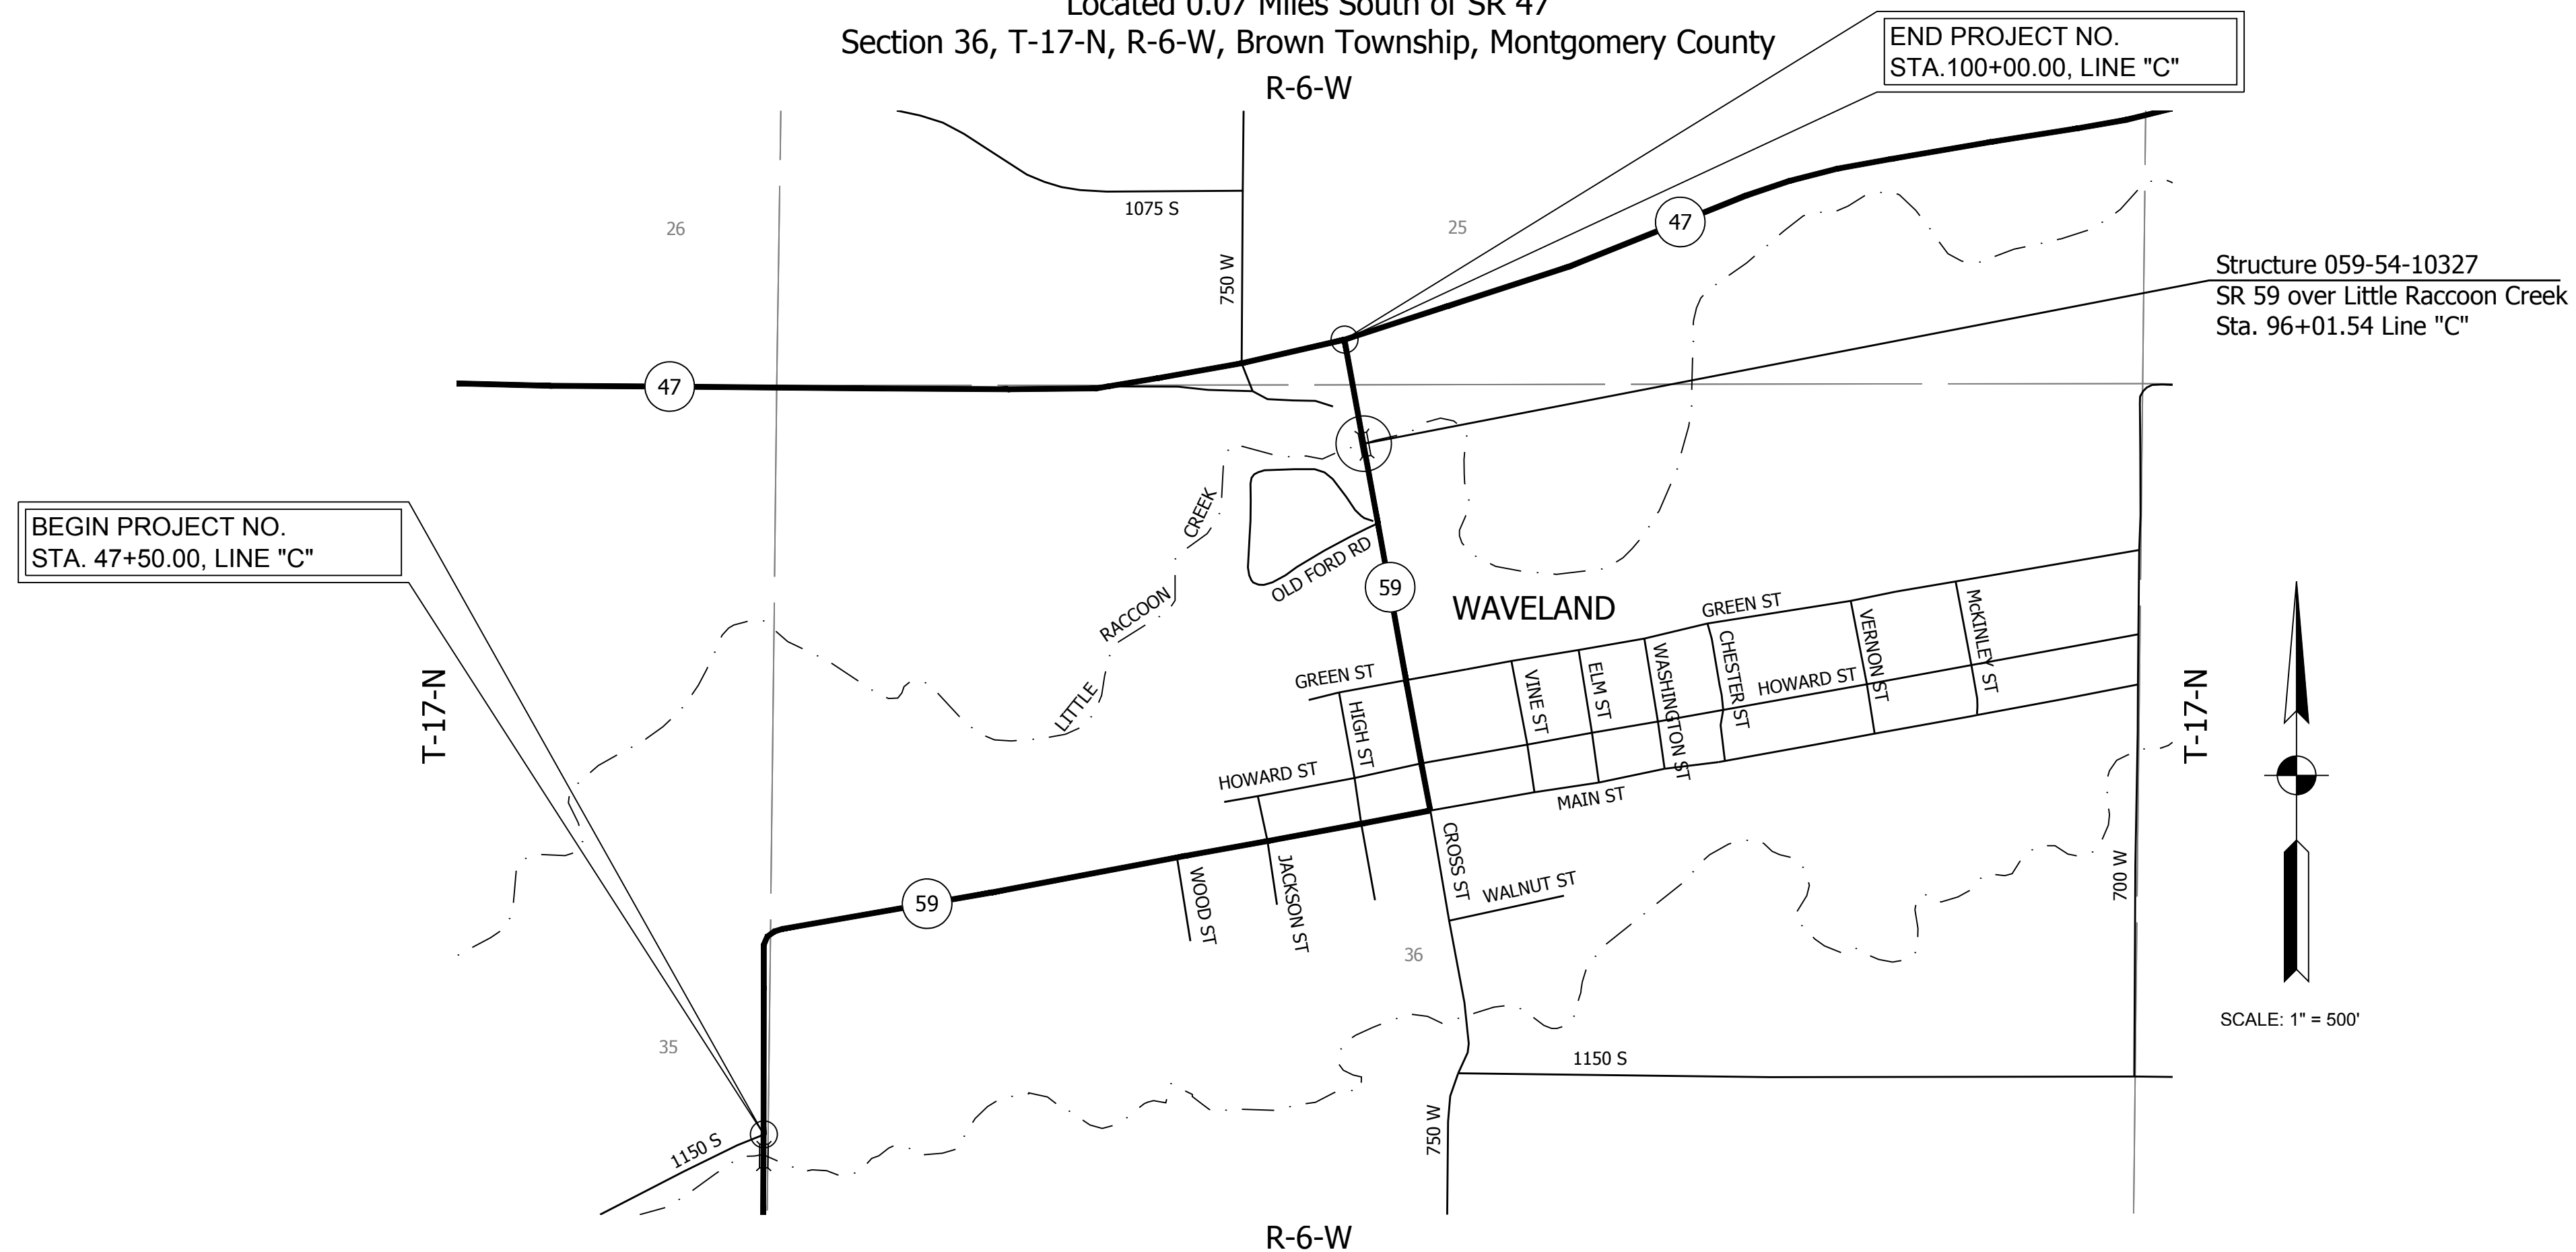 Located 0.07 Miles South of SR 47
Section 36, T-17-N, R-6-W, Brown Township, Montgomery County
R-6-W
END PROJECT NO.
STA.100+00.00, LINE "C"
1075 S
26
25
47
750 W
Structure 059-54-10327
SR 59 over Little Raccoon Creek
Sta. 96+01.54 Line "C"
47
BEGIN PROJECT NO.
STA. 47+50.00, LINE "C"
LITTLE RACCOON CREEK
OLD FORD RD
59
WAVELAND
GREEN ST
McKINLEY ST
VERNON ST
CHESTER ST
WASHINGTON ST
ELM ST
VINE ST
GREEN ST
HOWARD ST
HIGH ST
T-17-N
T-17-N
HOWARD ST
MAIN ST
CROSS ST
WALNUT ST
JACKSON ST
WOOD ST
59
700 W
36
35
SCALE: 1" = 500'
1150 S
1150 S
750 W
R-6-W